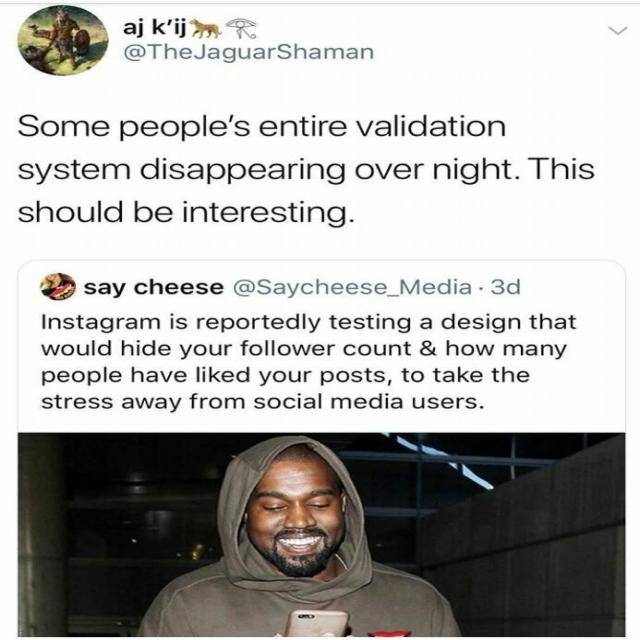 aj k'ij🐆 𓂀
@TheJaguarShaman
Some people's entire validation
system disappearing over night. This
should be interesting.
say cheese @Saycheese_Media · 3d
Instagram is reportedly testing a design that
would hide your follower count & how many
people have liked your posts, to take the
stress away from social media users.